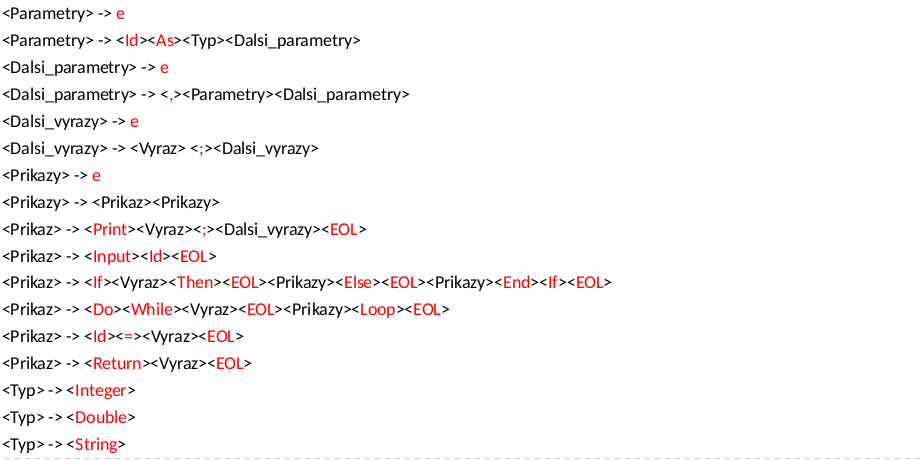 <Parametry> -> e
<Parametry> -> <Id><As><Typ><Dalsi_parametry>
<Dalsi_parametry> -> e
<Dalsi_parametry> -> <,><Parametry><Dalsi_parametry>
<Dalsi_vyrazy> -> e
<Dalsi_vyrazy> -> <Vyraz> <;><Dalsi_vyrazy>
<Prikazy> -> e
<Prikazy> -> <Prikaz><Prikazy>
<Prikaz> -> <Print><Vyraz><;><Dalsi_vyrazy><EOL>
<Prikaz> -> <Input><Id><EOL>
<Prikaz> -> <If><Vyraz><Then><EOL><Prikazy><Else><EOL><Prikazy><End><If><EOL>
<Prikaz> -> <Do><While><Vyraz><EOL><Prikazy><Loop><EOL>
<Prikaz> -> <Id><=><Vyraz><EOL>
<Prikaz> -> <Return><Vyraz><EOL>
<Typ> -> <Integer>
<Typ> -> <Double>
<Typ> -> <String>